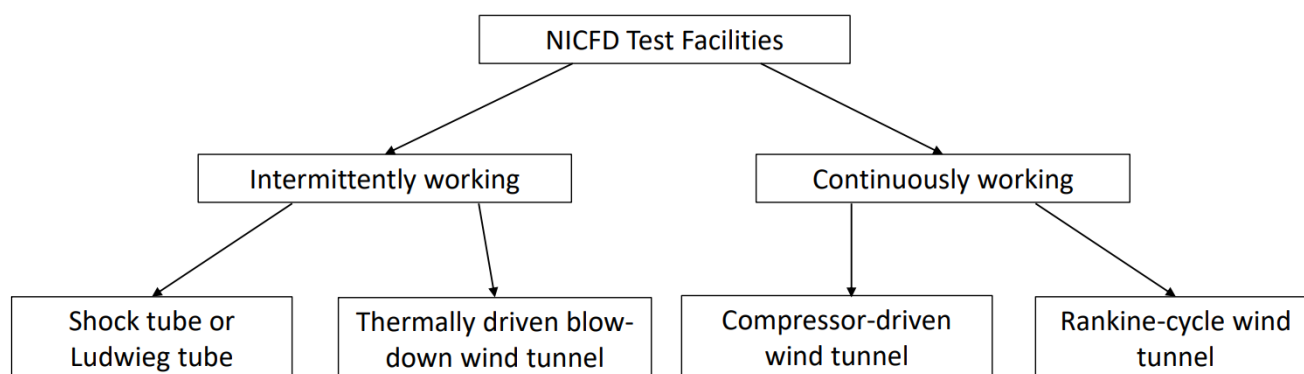 NICFD Test Facilities
Intermittently working
Continuously working
Shock tube or
Ludwieg tube
Thermally driven blow-
down wind tunnel
Compressor-driven
wind tunnel
Rankine-cycle wind
tunnel